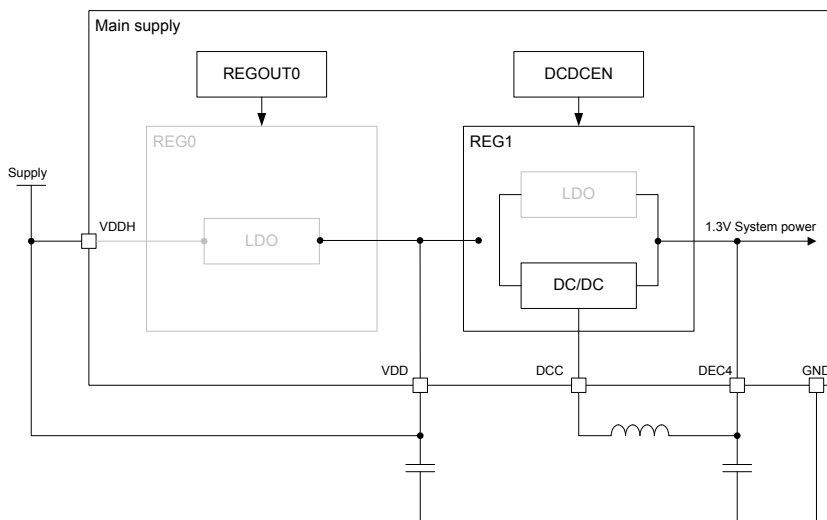 Main supply
REGOUT0
DCDCEN
REG0
REG1
Supply
LDO
VDDH
1.3V System power
LDO
DC/DC
VDD
DCC
DEC4
GND